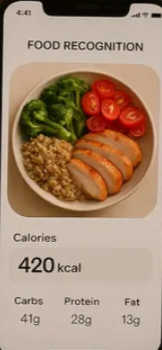 4:41
FOOD RECOGNITION
Calories
420 kcal
Carbs Protein Fat
41g 28g 13g